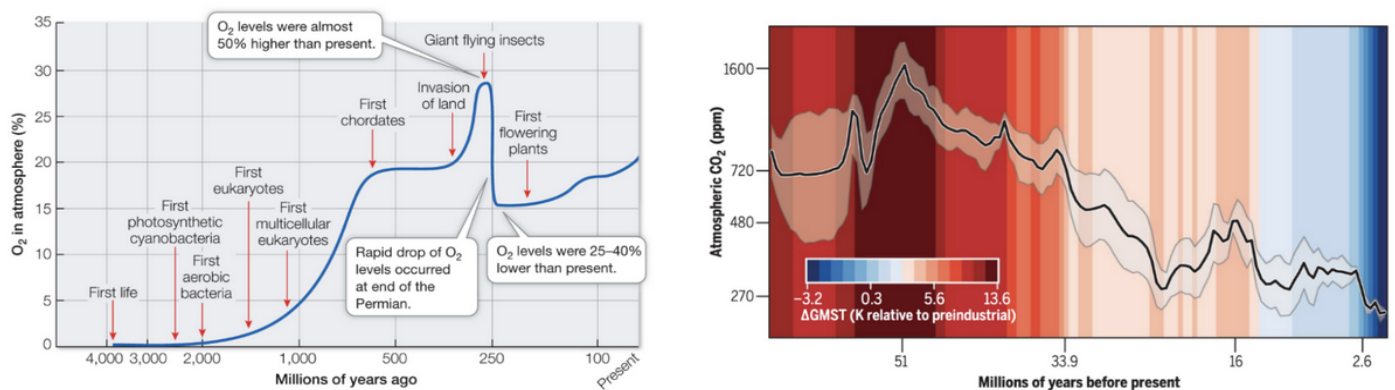 35
30
25
20
15
10
5
0
O2 in atmosphere (%)
O2 levels were almost
50% higher than present.
Giant flying insects
Invasion
of land
First
chordates
First
flowering
plants
First
eukaryotes
First
photosynthetic
cyanobacteria
First
multicellular
eukaryotes
First
aerobic
bacteria
First life
Rapid drop of O2
levels occurred
at end of the
Permian.
O2 levels were 25–40%
lower than present.
4,000 3,000 2,000 1,000 500 250 100 Present
Millions of years ago
1600
720
480
270
Atmospheric CO2 (ppm)
−3.2 0.3 5.6 13.6
ΔGMST (K relative to preindustrial)
51 33.9 16 2.6
Millions of years before present